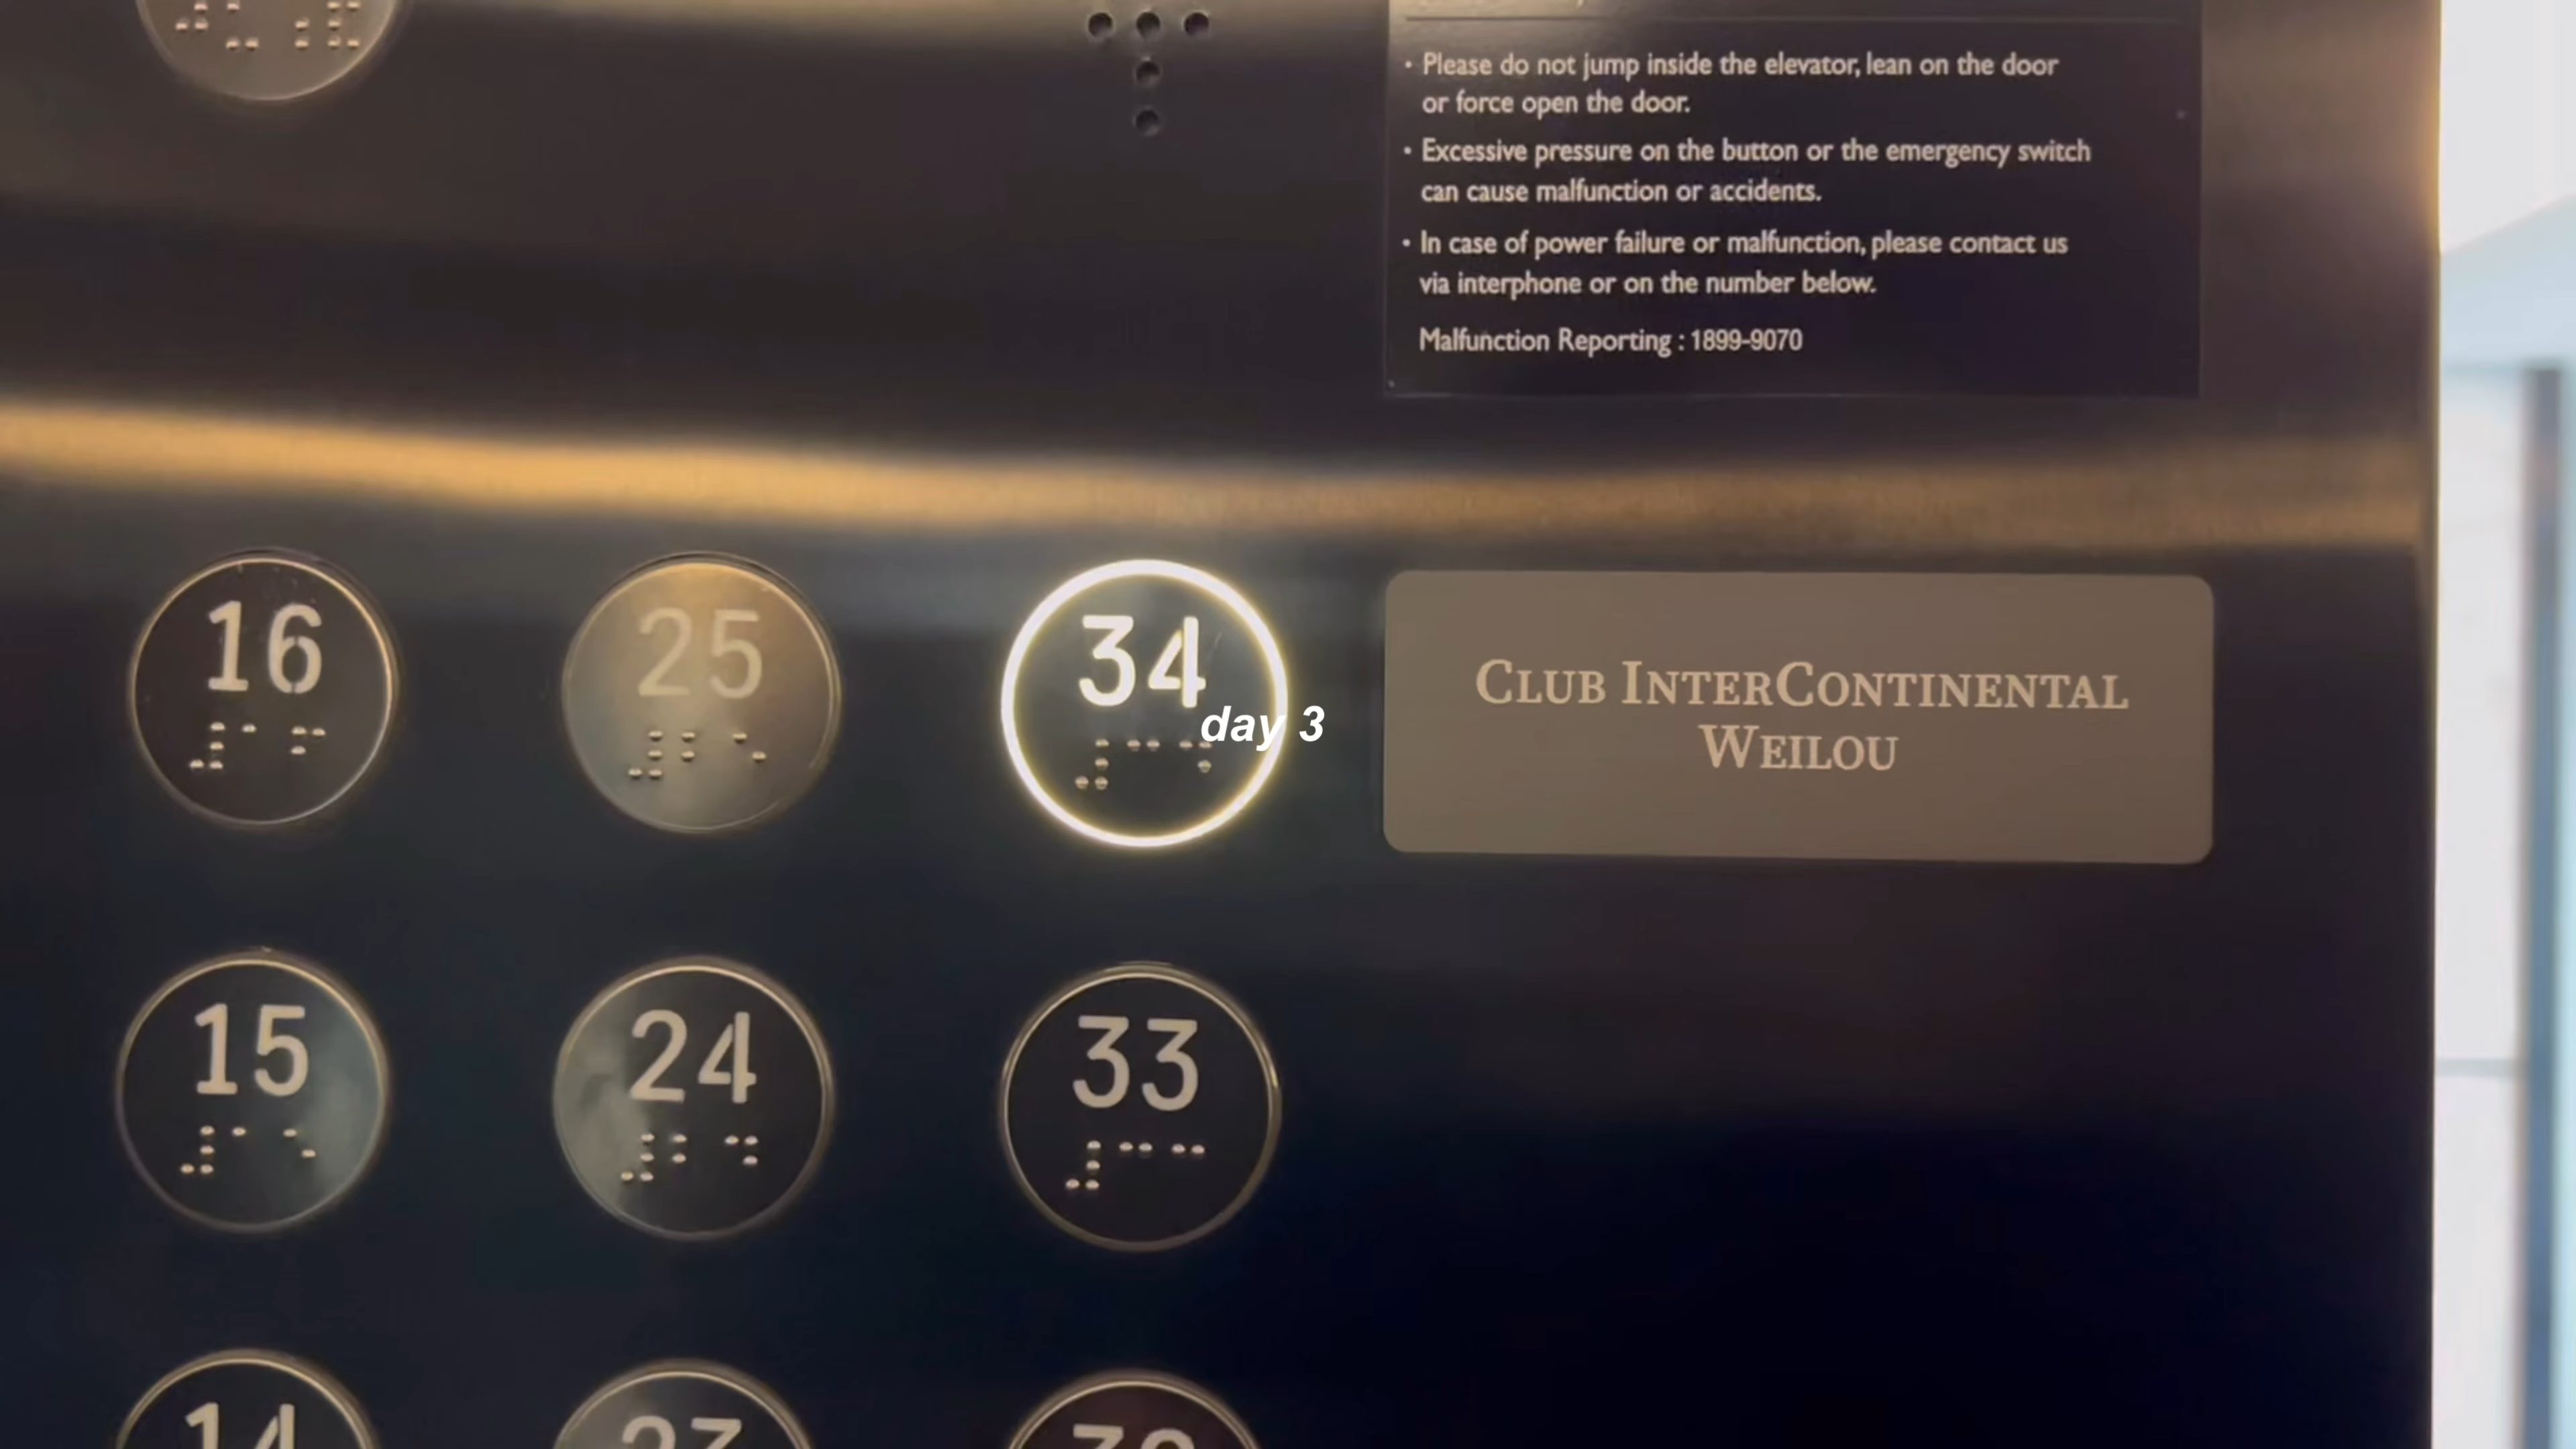 Please do not jump inside the elevator, lean on the door
or force open the door.
Excessive pressure on the button or the emergency switch
can cause malfunction or accidents.
In case of power failure or malfunction, please contact us
via interphone or on the number below.
Malfunction Reporting : 1899-9070
16 25 34
day 3
CLUB INTERCONTINENTAL
WEILOU
15 24 33
14 23